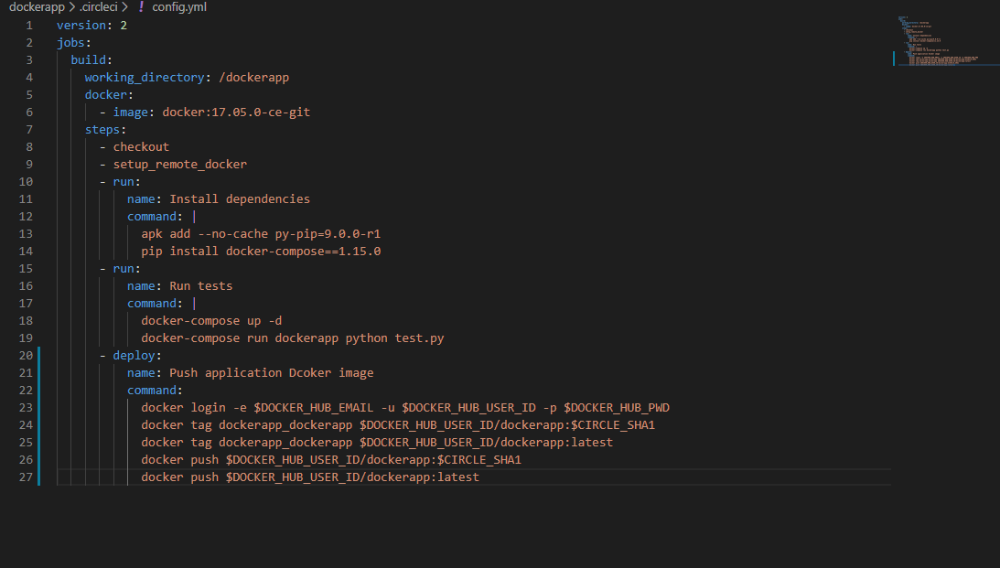 dockerapp > .circleci > ! config.yml
1 version: 2
2 jobs:
3   build:
4     working_directory: /dockerapp
5     docker:
6       - image: docker:17.05.0-ce-git
7     steps:
8       - checkout
9       - setup_remote_docker
10       - run:
11           name: Install dependencies
12           command: |
13             apk add --no-cache py-pip=9.0.0-r1
14             pip install docker-compose==1.15.0
15       - run:
16           name: Run tests
17           command: |
18             docker-compose up -d
19             docker-compose run dockerapp python test.py
20       - deploy:
21           name: Push application Dcoker image
22           command:
23             docker login -e $DOCKER_HUB_EMAIL -u $DOCKER_HUB_USER_ID -p $DOCKER_HUB_PWD
24             docker tag dockerapp_dockerapp $DOCKER_HUB_USER_ID/dockerapp:$CIRCLE_SHA1
25             docker tag dockerapp_dockerapp $DOCKER_HUB_USER_ID/dockerapp:latest
26             docker push $DOCKER_HUB_USER_ID/dockerapp:$CIRCLE_SHA1
27             docker push $DOCKER_HUB_USER_ID/dockerapp:latest